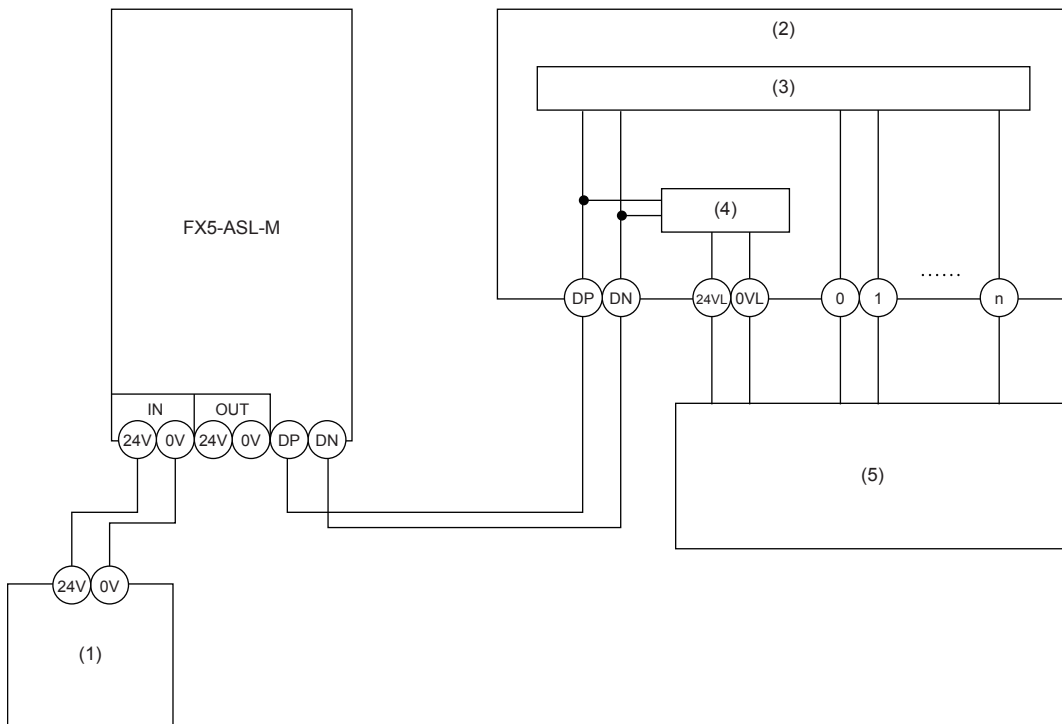 (2)
(3)
FX5-ASL-M
(4)
DP DN 24VL 0VL 0 1 ...... n
IN OUT
24V 0V 24V 0V DP DN
(5)
24V 0V
(1)